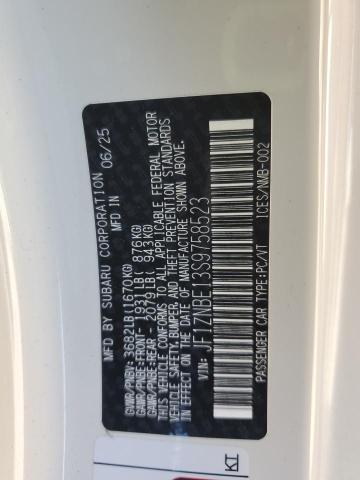 MFD BY SUBARU CORPORATION
MFD IN 06/25
GVWR/PNBV: 3682LB(1670KG)
GAWR/PNBE:FRONT- 1931LB( 876KG)
GAWR/PNBE:REAR- 2079LB( 943KG)
THIS VEHICLE CONFORMS TO ALL APPLICABLE FEDERAL MOTOR
VEHICLE SAFETY,BUMPER,AND THEFT PREVENTION STANDARDS
IN EFFECT ON THE DATE OF MANUFACTURE SHOWN ABOVE.
VIN: JF1ZNBE13S9758523
ICES/NMB-002
PASSENGER CAR TYPE:PC/VT
KI